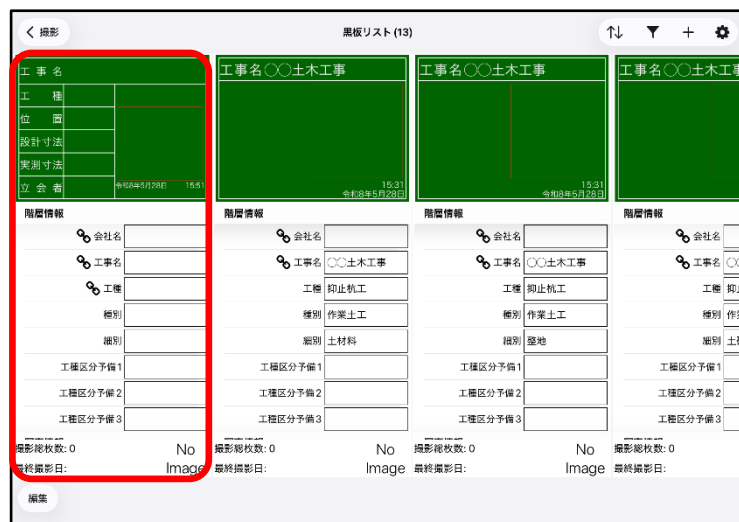 撮影
黒板リスト (13)
工事名
工種
位置
設計寸法
実測寸法
立会者
令和8年5月28日 15:51
階層情報
会社名
工事名
工種
種別
細別
工種区分予備1
工種区分予備2
工種区分予備3
撮影総枚数: 0
最終撮影日:
No
Image
工事名○○土木工事
15:31
令和8年5月28日
階層情報
会社名
工事名 ○○土木工事
工種 抑止杭工
種別 作業土工
細別 土材料
工種区分予備1
工種区分予備2
工種区分予備3
撮影総枚数: 0
最終撮影日:
No
Image
工事名○○土木工事
15:31
令和8年5月28日
階層情報
会社名
工事名 ○○土木工事
工種 抑止杭工
種別 作業土工
細別 整地
工種区分予備1
工種区分予備2
工種区分予備3
撮影総枚数: 0
最終撮影日:
No
Image
工事名○○土木工事
階層情報
会社名
工事名
工種
種別
細別
工種区分予備1
工種区分予備2
工種区分予備3
撮影総枚数: 0
最終撮影日:
編集